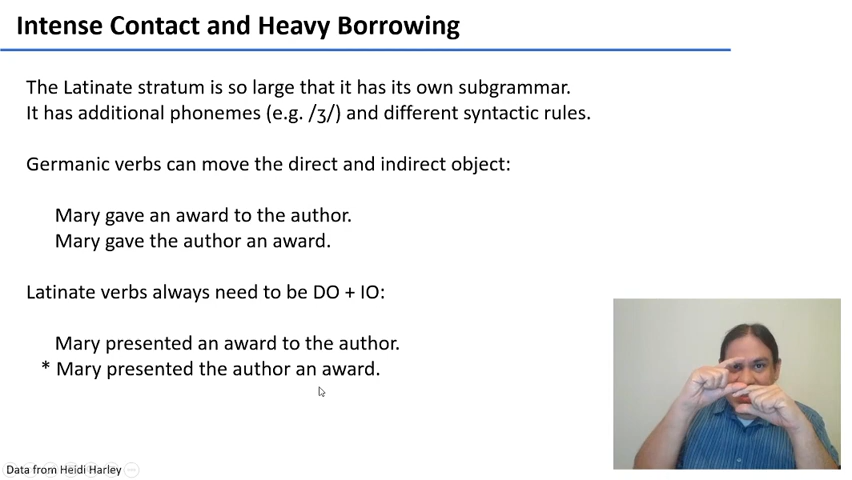 Intense Contact and Heavy Borrowing
The Latinate stratum is so large that it has its own subgrammar.
It has additional phonemes (e.g. /ʒ/) and different syntactic rules.
Germanic verbs can move the direct and indirect object:
Mary gave an award to the author.
Mary gave the author an award.
Latinate verbs always need to be DO + IO:
Mary presented an award to the author.
* Mary presented the author an award.
Data from Heidi Harley